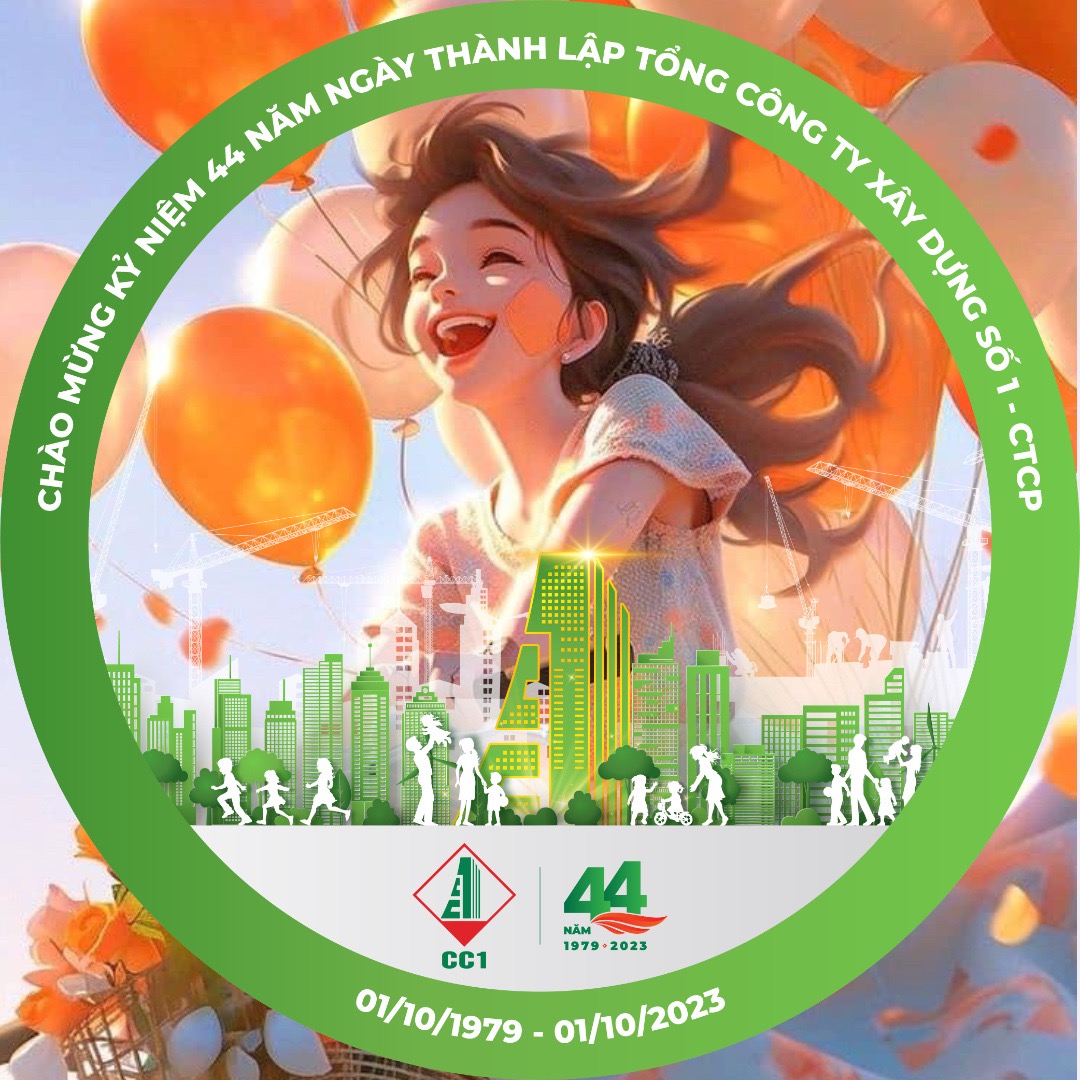 CHÀO MỪNG KỶ NIỆM 44 NĂM NGÀY THÀNH LẬP TỔNG CÔNG TY XÂY DỰNG SỐ 1 - CTCP
CC1
44
NĂM
1979 2023
01/10/1979 - 01/10/2023